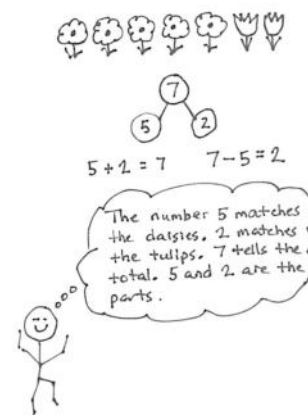 7
5 2
5 + 2 = 7 7 - 5 = 2
The number 5 matches
the daisies. 2 matches
the tulips. 7 tells the
total. 5 and 2 are the
parts.